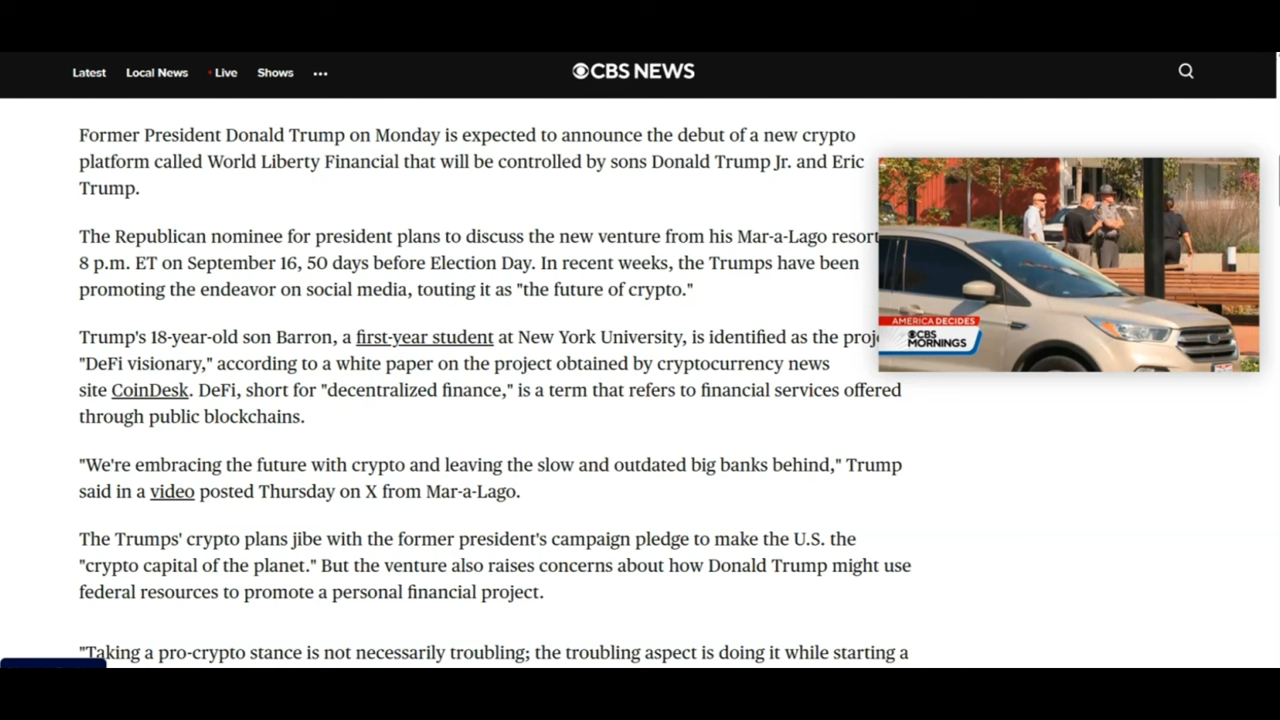 Latest Local News Live Shows ...
CBS NEWS
Former President Donald Trump on Monday is expected to announce the debut of a new crypto
platform called World Liberty Financial that will be controlled by sons Donald Trump Jr. and Eric
Trump.
The Republican nominee for president plans to discuss the new venture from his Mar-a-Lago resort
8 p.m. ET on September 16, 50 days before Election Day. In recent weeks, the Trumps have been
promoting the endeavor on social media, touting it as "the future of crypto."
Trump's 18-year-old son Barron, a first-year student at New York University, is identified as the
"DeFi visionary," according to a white paper on the project obtained by cryptocurrency news
site CoinDesk. DeFi, short for "decentralized finance," is a term that refers to financial services offered
through public blockchains.
"We're embracing the future with crypto and leaving the slow and outdated big banks behind," Trump
said in a video posted Thursday on X from Mar-a-Lago.
The Trumps' crypto plans jibe with the former president's campaign pledge to make the U.S. the
"crypto capital of the planet." But the venture also raises concerns about how Donald Trump might use
federal resources to promote a personal financial project.
"Taking a pro-crypto stance is not necessarily troubling; the troubling aspect is doing it while starting a
AMERICA DECIDES
CBS
MORNINGS